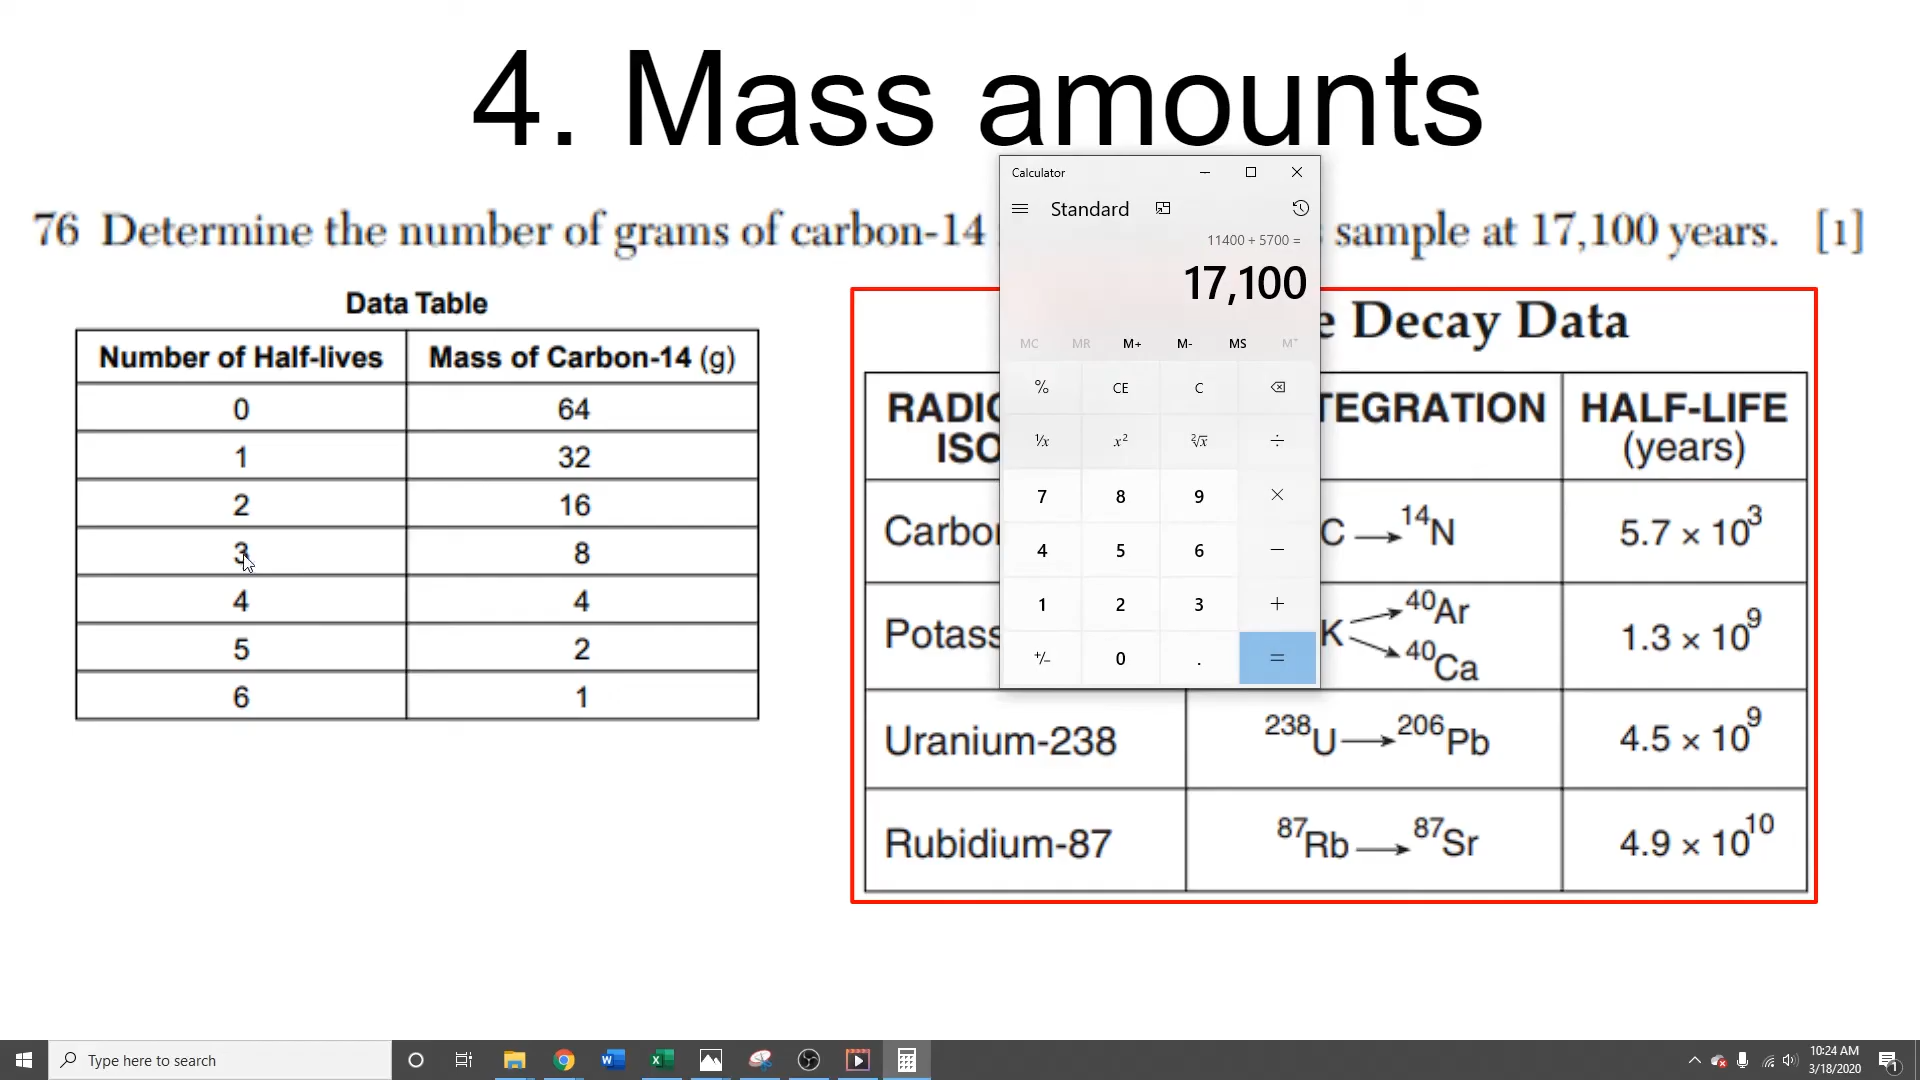 4. Mass amounts
76 Determine the number of grams of carbon-14 sample at 17,100 years. [1]
Data Table
Number of Half-lives Mass of Carbon-14 (g)
0 64
1 32
2 16
3 8
4 4
5 2
6 1
Calculator
Standard
11400 + 5700 =
17,100
MC MR M+ M- MS M˅
% CE C
¹/x x² ²√x ÷
7 8 9 ×
4 5 6 −
1 2 3 +
+/− 0 . =
e Decay Data
RADIO TEGRATION HALF-LIFE
ISO (years)
Carbon C → ¹⁴N 5.7 × 10³
Potass K → ⁴⁰Ar 1.3 × 10⁹
→ ⁴⁰Ca
Uranium-238 ²³⁸U → ²⁰⁶Pb 4.5 × 10⁹
Rubidium-87 ⁸⁷Rb → ⁸⁷Sr 4.9 × 10¹⁰
Type here to search
10:24 AM
3/18/2020
1